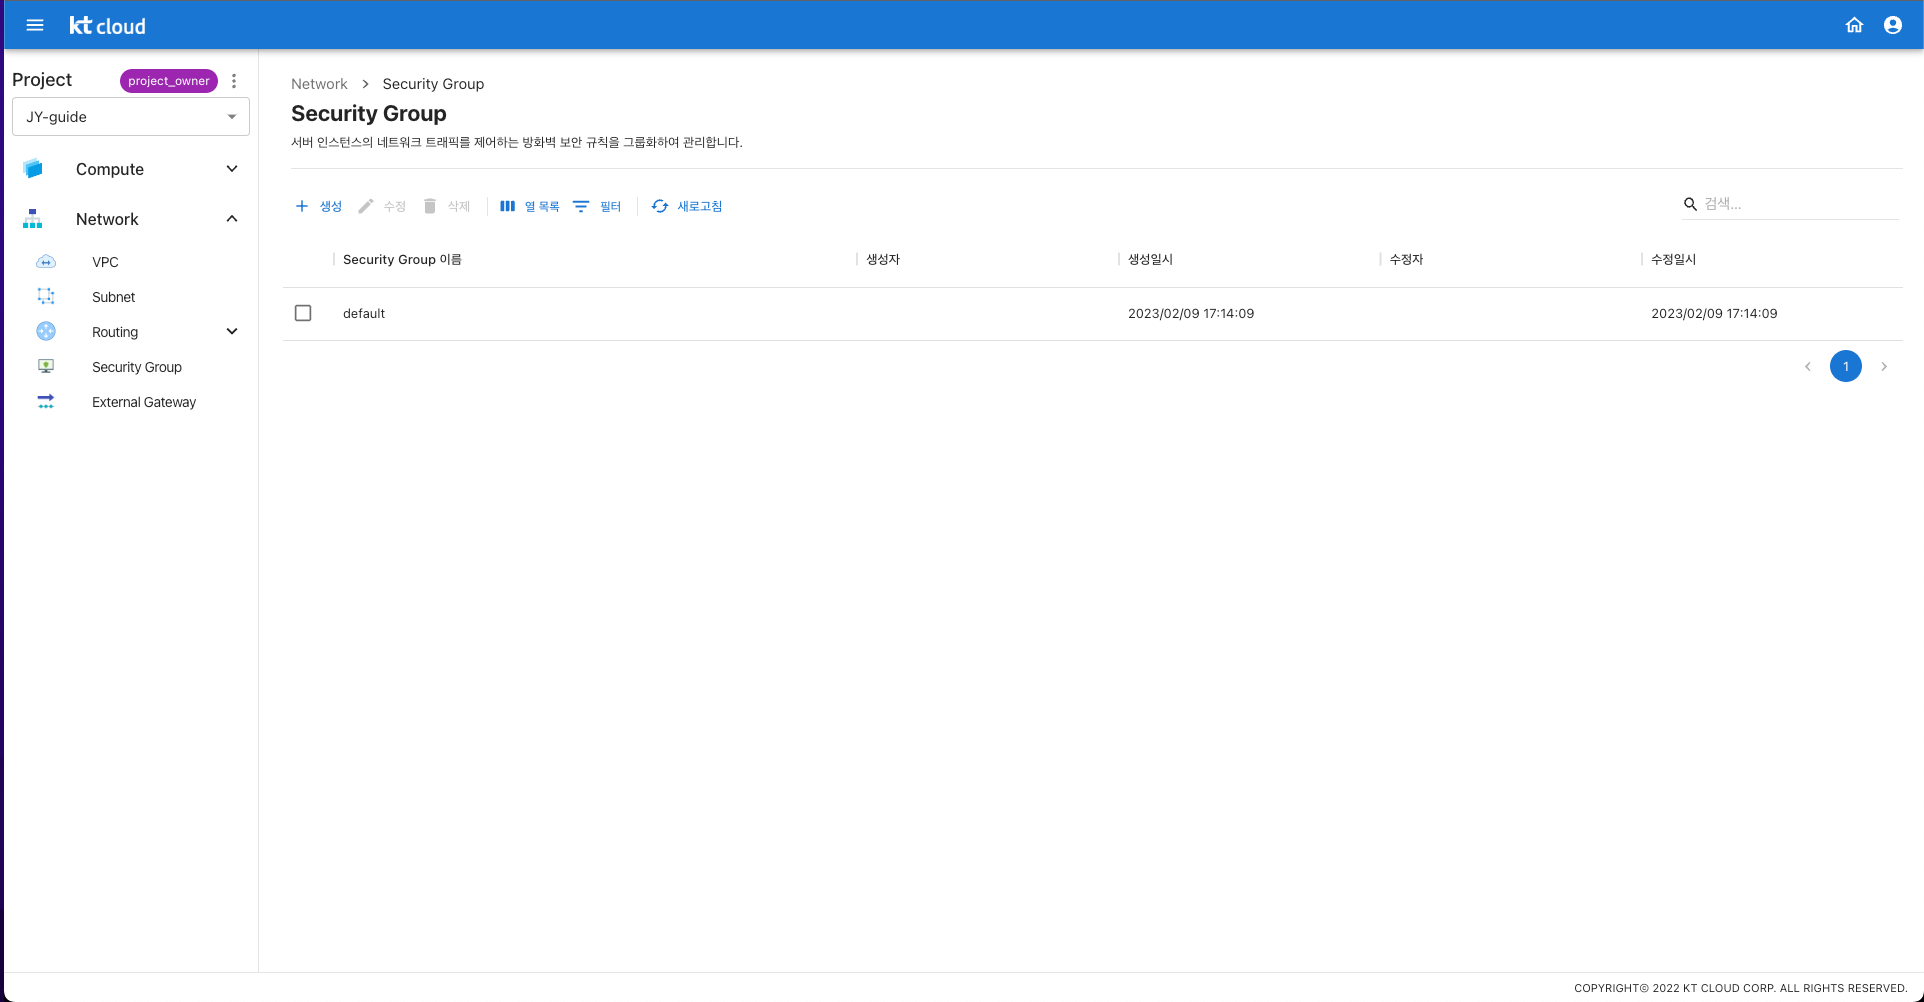 kt cloud
Project
project_owner
JY-guide
Compute
Network
VPC
Subnet
Routing
Security Group
External Gateway
Network > Security Group
Security Group
서버 인스턴스의 네트워크 트래픽를 제어하는 방화벽 보안 규칙을 그룹화하여 관리합니다.
생성 수정 삭제 열 목록 필터 새로고침 검색...
Security Group 이름 생성자 생성일시 수정자 수정일시
default 2023/02/09 17:14:09 2023/02/09 17:14:09
1
COPYRIGHT© 2022 KT CLOUD CORP. ALL RIGHTS RESERVED.